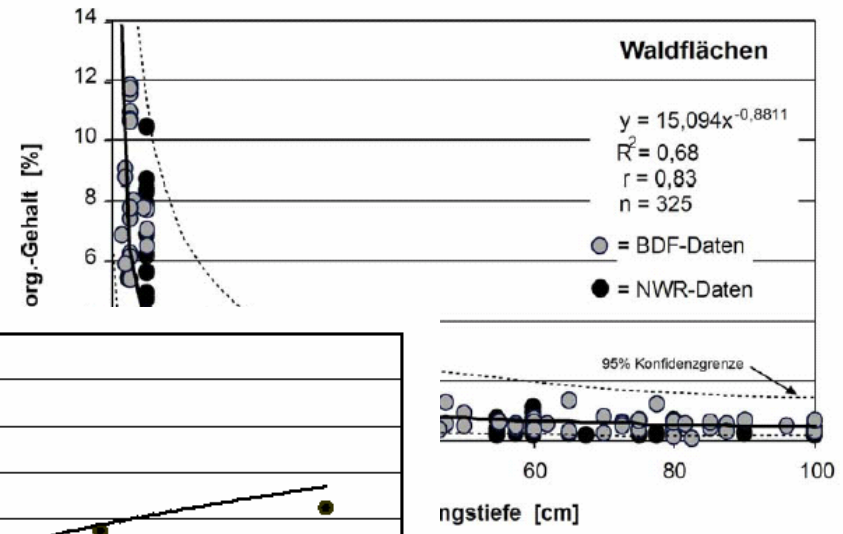 14
12
10
8
6
org.-Gehalt [%]
Waldflächen
y = 15,094x-0,8811
R2 = 0,68
r = 0,83
n = 325
= BDF-Daten
= NWR-Daten
95% Konfidenzgrenze
60 80 100
ngstiefe [cm]